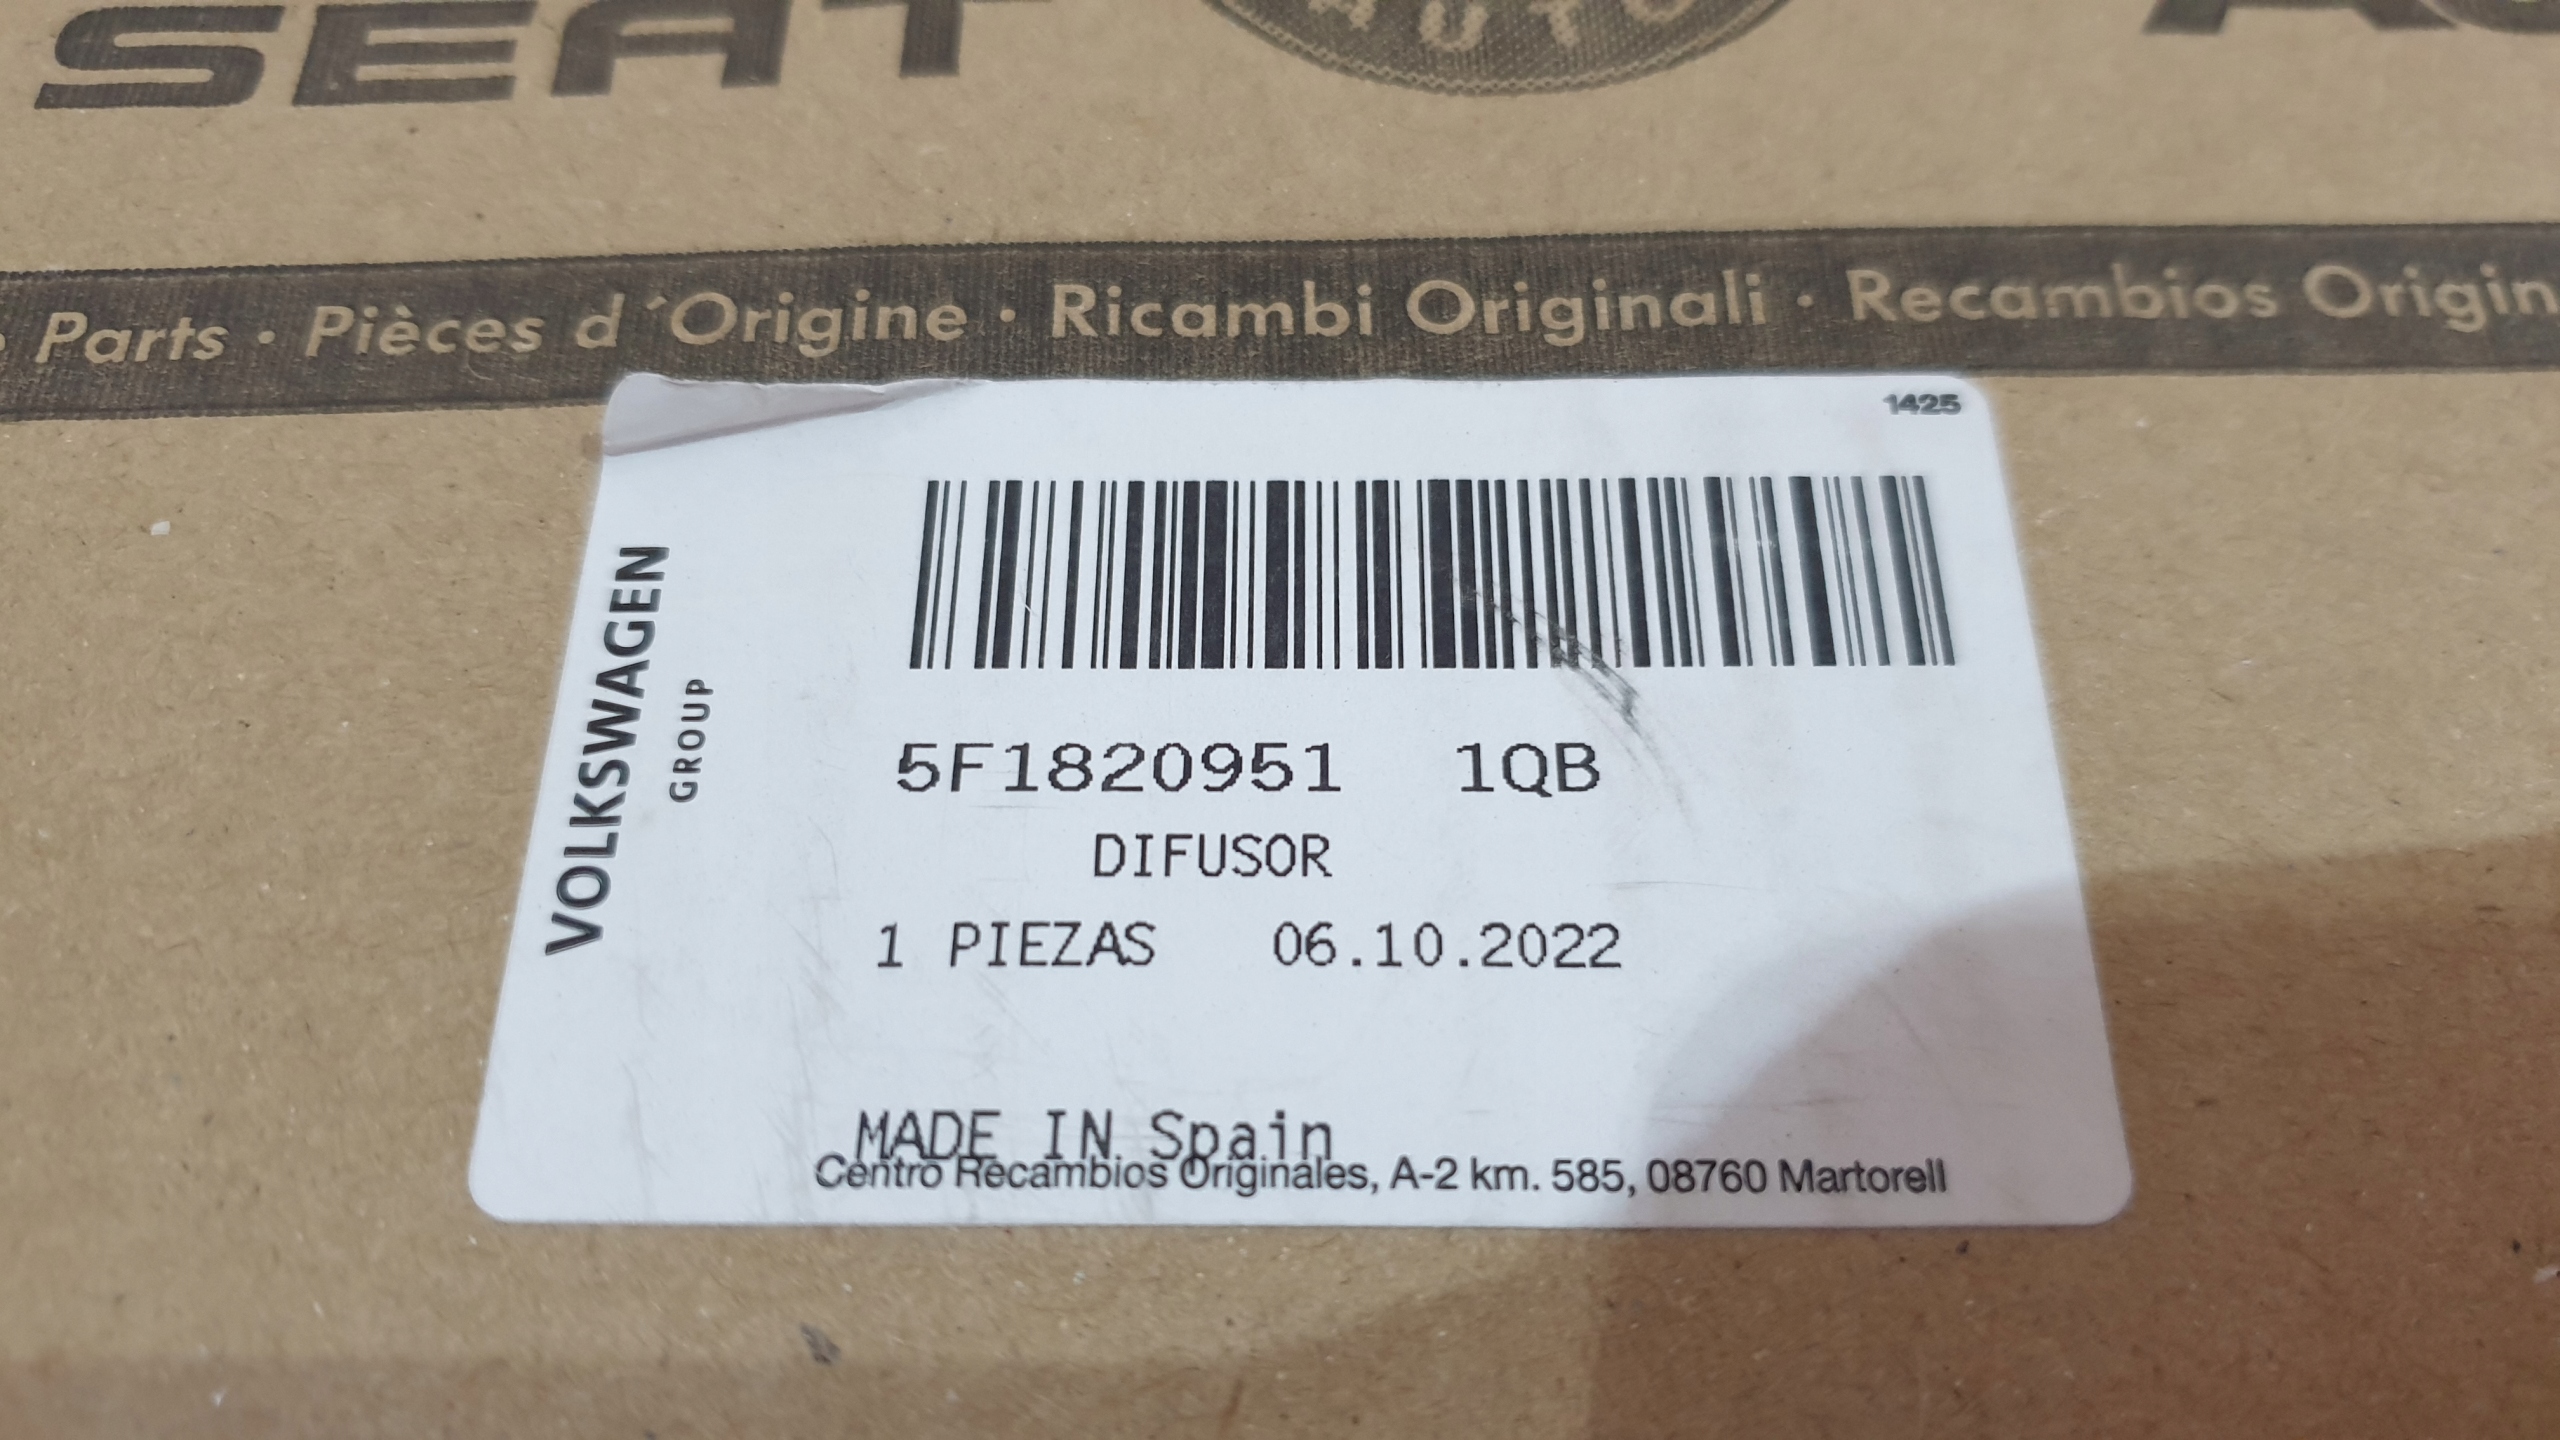 SEAT
AUTO
Parts · Pièces d´Origine · Ricambi Originali · Recambios Origin
1425
VOLKSWAGEN
GROUP
5F1820951 1QB
DIFUSOR
1 PIEZAS 06.10.2022
MADE IN Spain
Centro Recambios Originales, A-2 km. 585, 08760 Martorell